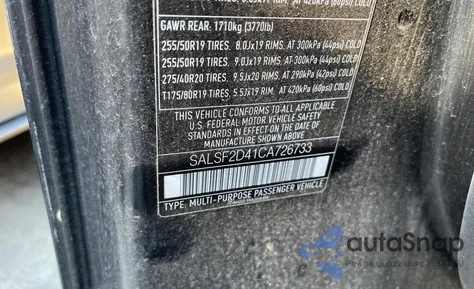 GAWR REAR: 1710kg (3770lb)
255/50R19 TIRES, 8.0Jx19 RIMS, AT 300kPa (44psi) COLD
255/50R19 TIRES, 9.0Jx19 RIMS, AT 300kPa (44psi) COLD
275/40R20 TIRES, 9.5Jx20 RIMS, AT 290kPa (42psi) COLD
T175/80R19 TIRES, 5.5Jx19 RIM, AT 420kPa (60psi) COLD
THIS VEHICLE CONFORMS TO ALL APPLICABLE
U.S. FEDERAL MOTOR VEHICLE SAFETY
STANDARDS IN EFFECT ON THE DATE OF
MANUFACTURE SHOWN ABOVE
SALSF2D41CA726733
TYPE: MULTI-PURPOSE PASSENGER VEHICLE
autoSnap